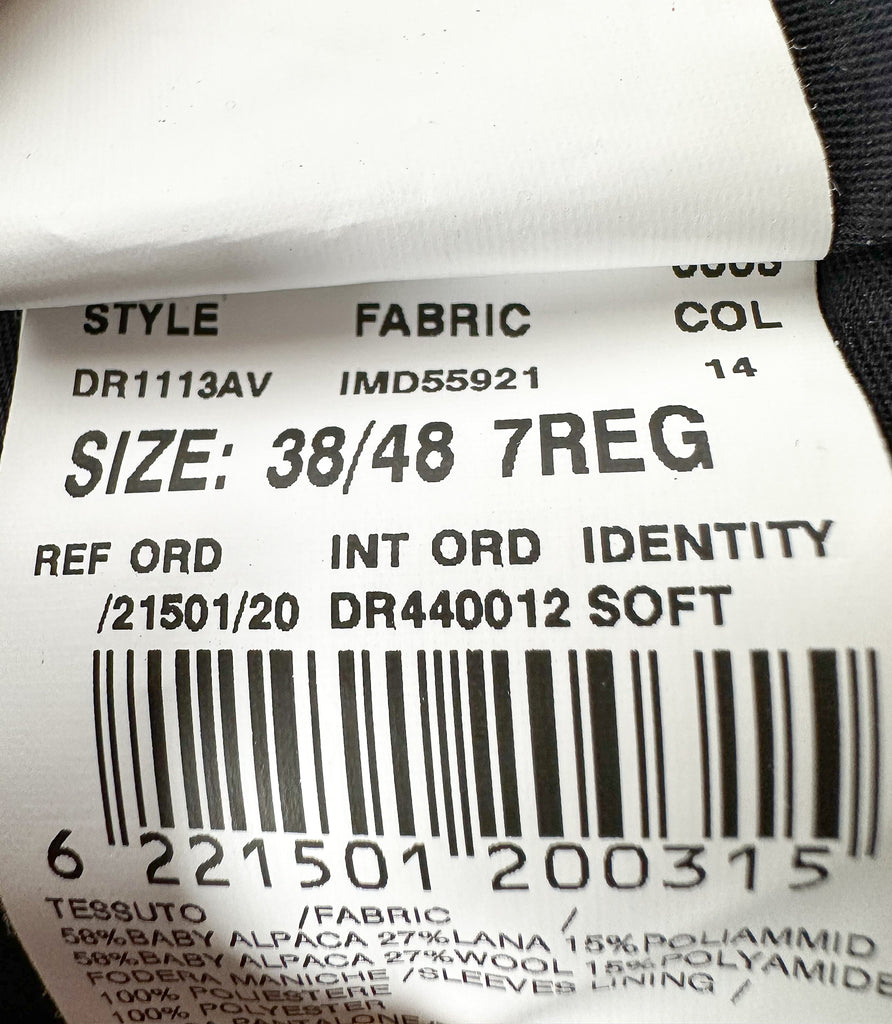 STYLE FABRIC COL
DR1113AV IMD55921 14
SIZE: 38/48 7REG
REF ORD INT ORD IDENTITY
/21501/20 DR440012 SOFT
6 221501 200315
TESSUTO /FABRIC /
58%BABY ALPACA 27%LANA 15%POLIAMMID
58%BABY ALPACA 27%WOOL 15%POLYAMIDE
FODERA MANICHE /SLEEVES LINING /
100% POLIESTERE
100% POLYESTER
PANTALONE